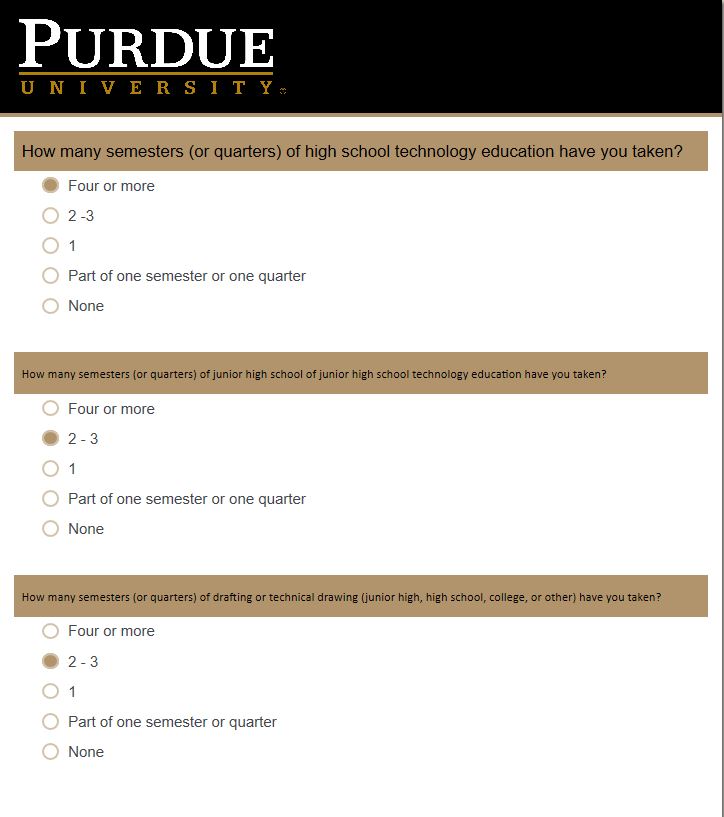 PURDUE
UNIVERSITY
How many semesters (or quarters) of high school technology education have you taken?
Four or more
2 -3
1
Part of one semester or one quarter
None
How many semesters (or quarters) of junior high school of junior high school technology education have you taken?
Four or more
2 - 3
1
Part of one semester or one quarter
None
How many semesters (or quarters) of drafting or technical drawing (junior high, high school, college, or other) have you taken?
Four or more
2 - 3
1
Part of one semester or quarter
None